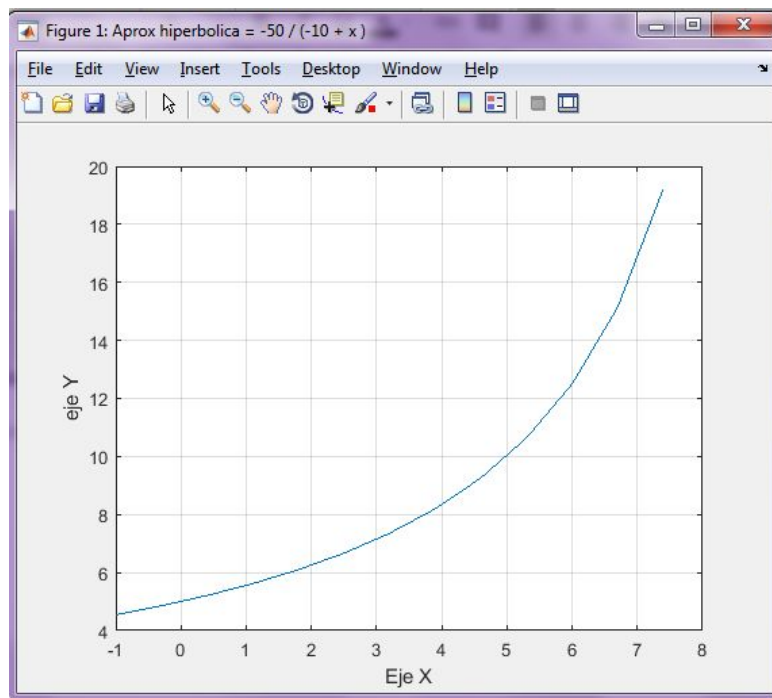 Figure 1: Aprox hiperbolica = -50 / (-10 + x )
File Edit View Insert Tools Desktop Window Help
20
18
16
14
12
10
8
6
4
eje Y
-1 0 1 2 3 4 5 6 7 8
Eje X